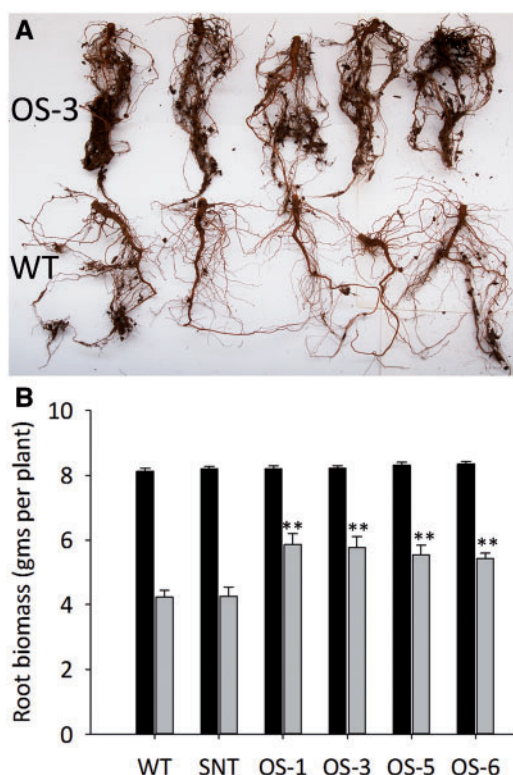 A
OS-3
WT
B
Root biomass (gms per plant)
10
8
6
4
2
0
** ** ** **
WT SNT OS-1 OS-3 OS-5 OS-6